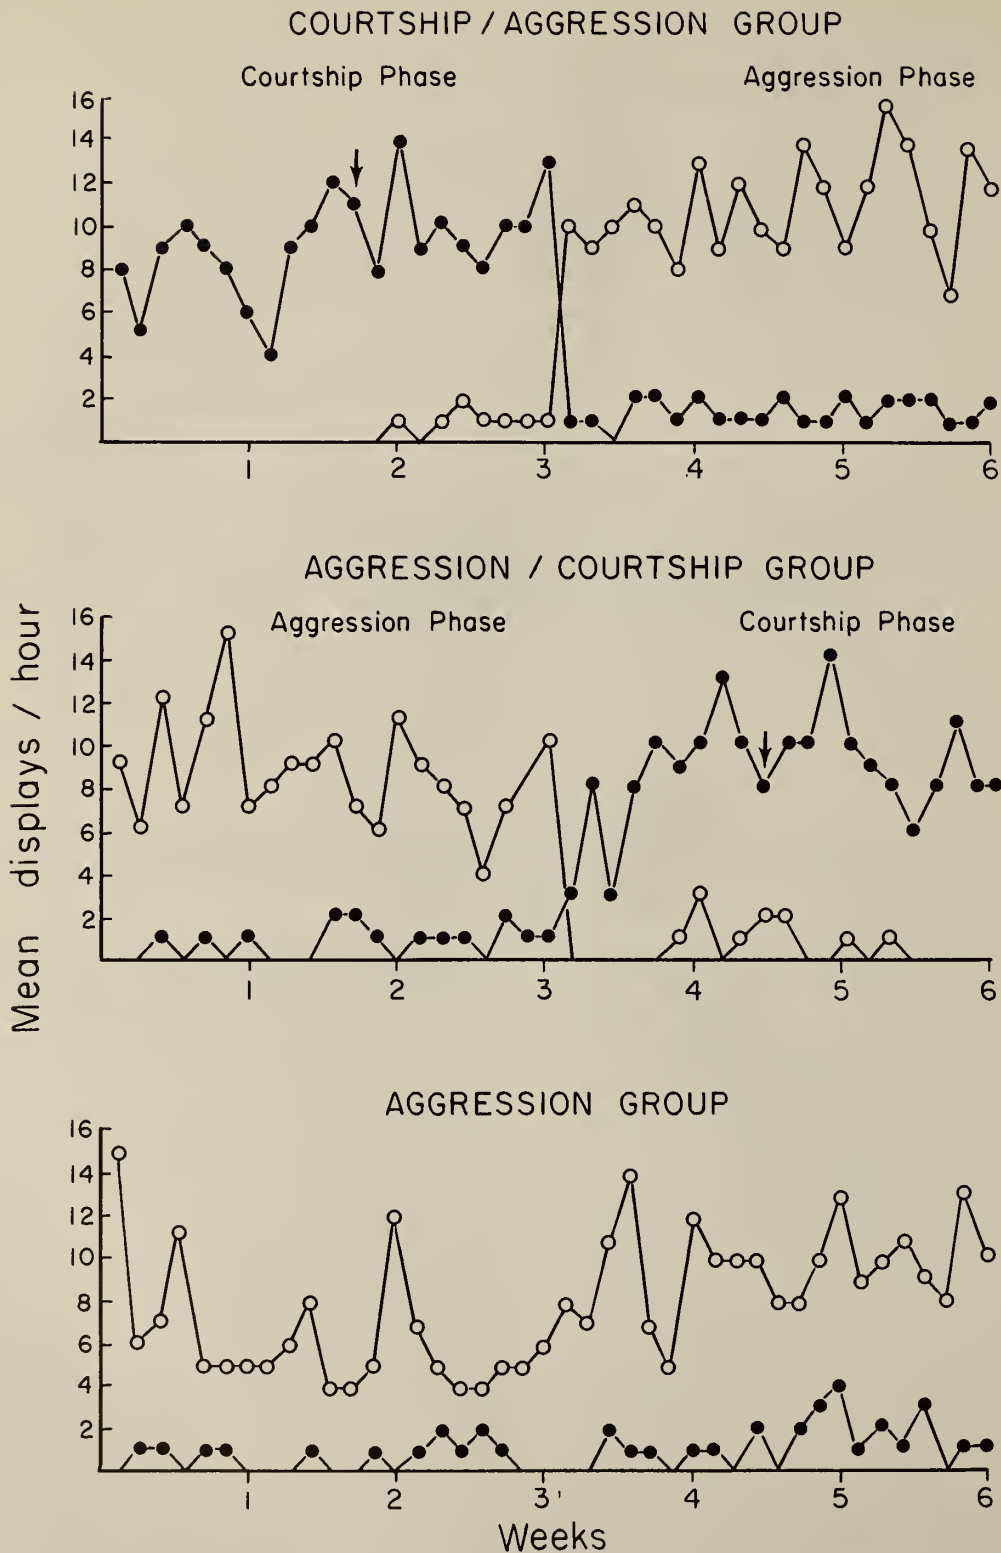 COURTSHIP / AGGRESSION GROUP
Courtship Phase Aggression Phase
16
14
12
10
8
6
4
2
1 2 3 4 5 6
AGGRESSION / COURTSHIP GROUP
Aggression Phase Courtship Phase
16
14
12
10
8
6
4
2
1 2 3 4 5 6
Mean displays / hour
AGGRESSION GROUP
16
14
12
10
8
6
4
2
1 2 3 4 5 6
Weeks